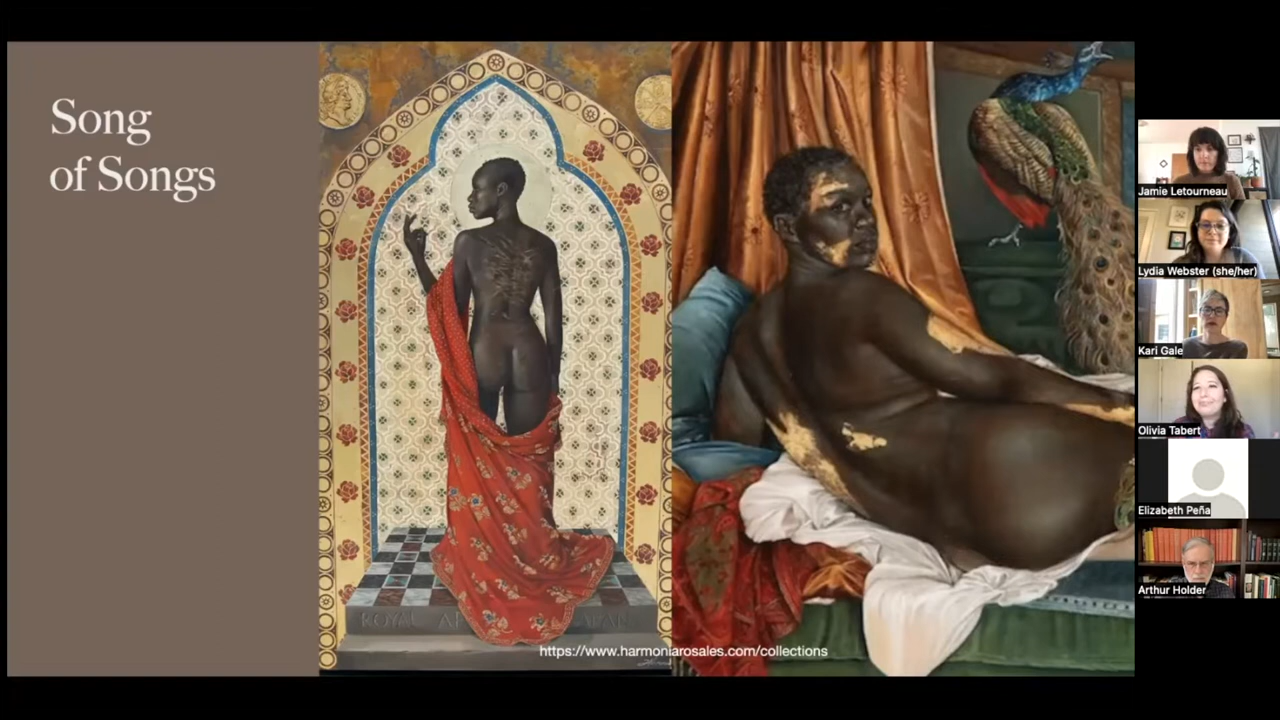 Song
of Songs
https://www.harmoniarosales.com/collections
Jamie Letourneau
Lydia Webster (she/her)
Kari Gale
Olivia Tabert
Elizabeth Peña
Arthur Holder
ROYAL